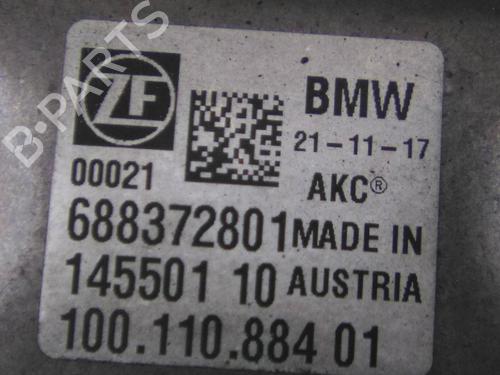 ZF
BMW
21-11-17
00021
AKC®
688372801 MADE IN
145501 10 AUSTRIA
100.110.884 01
B-PARTS